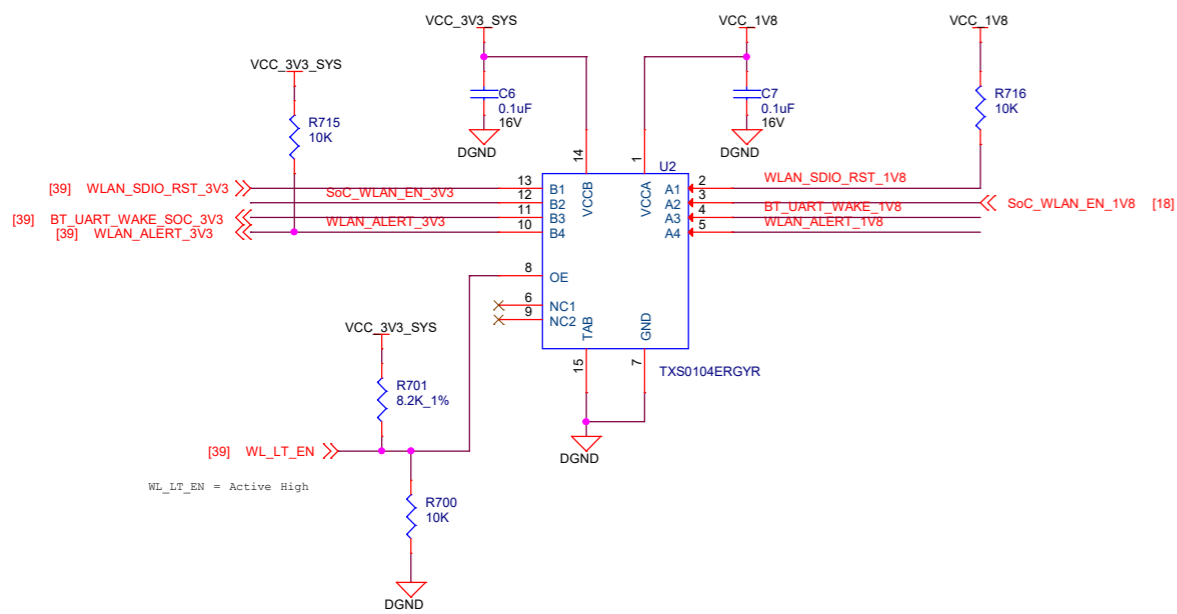 VCC_3V3_SYS
VCC_1V8
VCC_1V8
VCC_3V3_SYS
C6
0.1uF
16V
C7
0.1uF
16V
R716
10K
R715
10K
DGND
DGND
14
1
U2
[39] WLAN_SDIO_RST_3V3
13
B1
VCCB
VCCA
A1
2
WLAN_SDIO_RST_1V8
SoC_WLAN_EN_3V3
12
B2
A2
3
SoC_WLAN_EN_1V8 [18]
[39] BT_UART_WAKE_SOC_3V3
11
B3
A3
4
BT_UART_WAKE_1V8
[39] WLAN_ALERT_3V3
WLAN_ALERT_3V3
10
B4
A4
5
WLAN_ALERT_1V8
8
OE
6
NC1
9
NC2
TAB
GND
15
7
TXS0104ERGYR
VCC_3V3_SYS
R701
8.2K_1%
[39] WL_LT_EN
DGND
WL_LT_EN = Active High
R700
10K
DGND